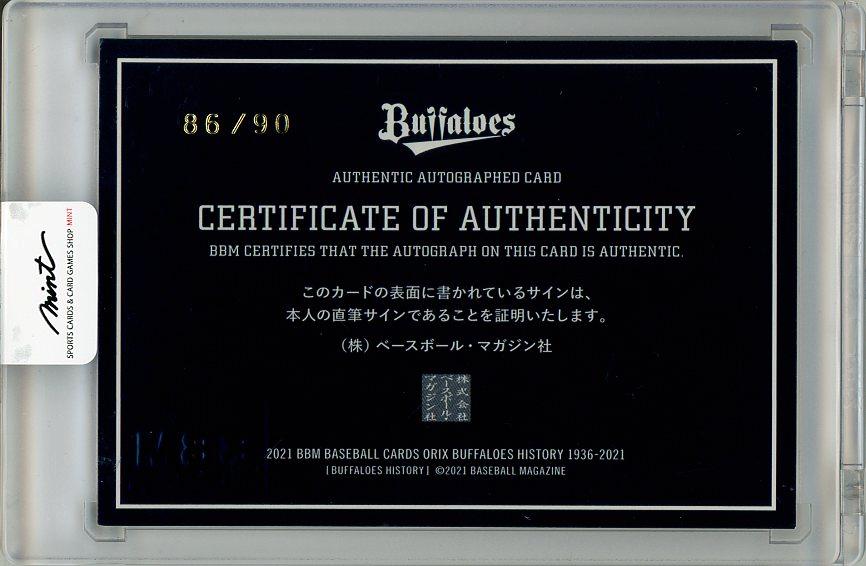 86/90
Buffaloes
AUTHENTIC AUTOGRAPHED CARD
CERTIFICATE OF AUTHENTICITY
BBM CERTIFIES THAT THE AUTOGRAPH ON THIS CARD IS AUTHENTIC.
このカードの表面に書かれているサインは、
本人の直筆サインであることを証明いたします。
（株）ベースボール・マガジン社
株式会社
ベースボール・
マガジン社
2021 BBM BASEBALL CARDS ORIX BUFFALOES HISTORY 1936-2021
[BUFFALOES HISTORY] ©2021 BASEBALL MAGAZINE
mint
SPORTS CARDS & CARD GAMES SHOP MINT